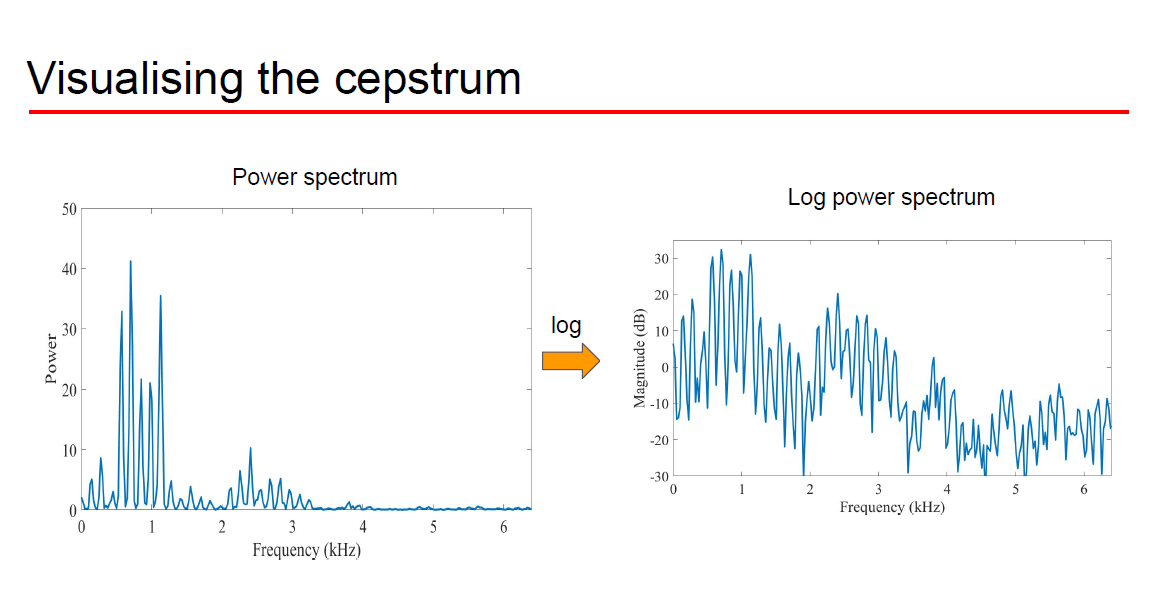 Visualising the cepstrum
Power spectrum
50
40
30
20
10
0
Power
0 1 2 3 4 5 6
Frequency (kHz)
log
Log power spectrum
30
20
10
0
-10
-20
-30
Magnitude (dB)
0 1 2 3 4 5 6
Frequency (kHz)